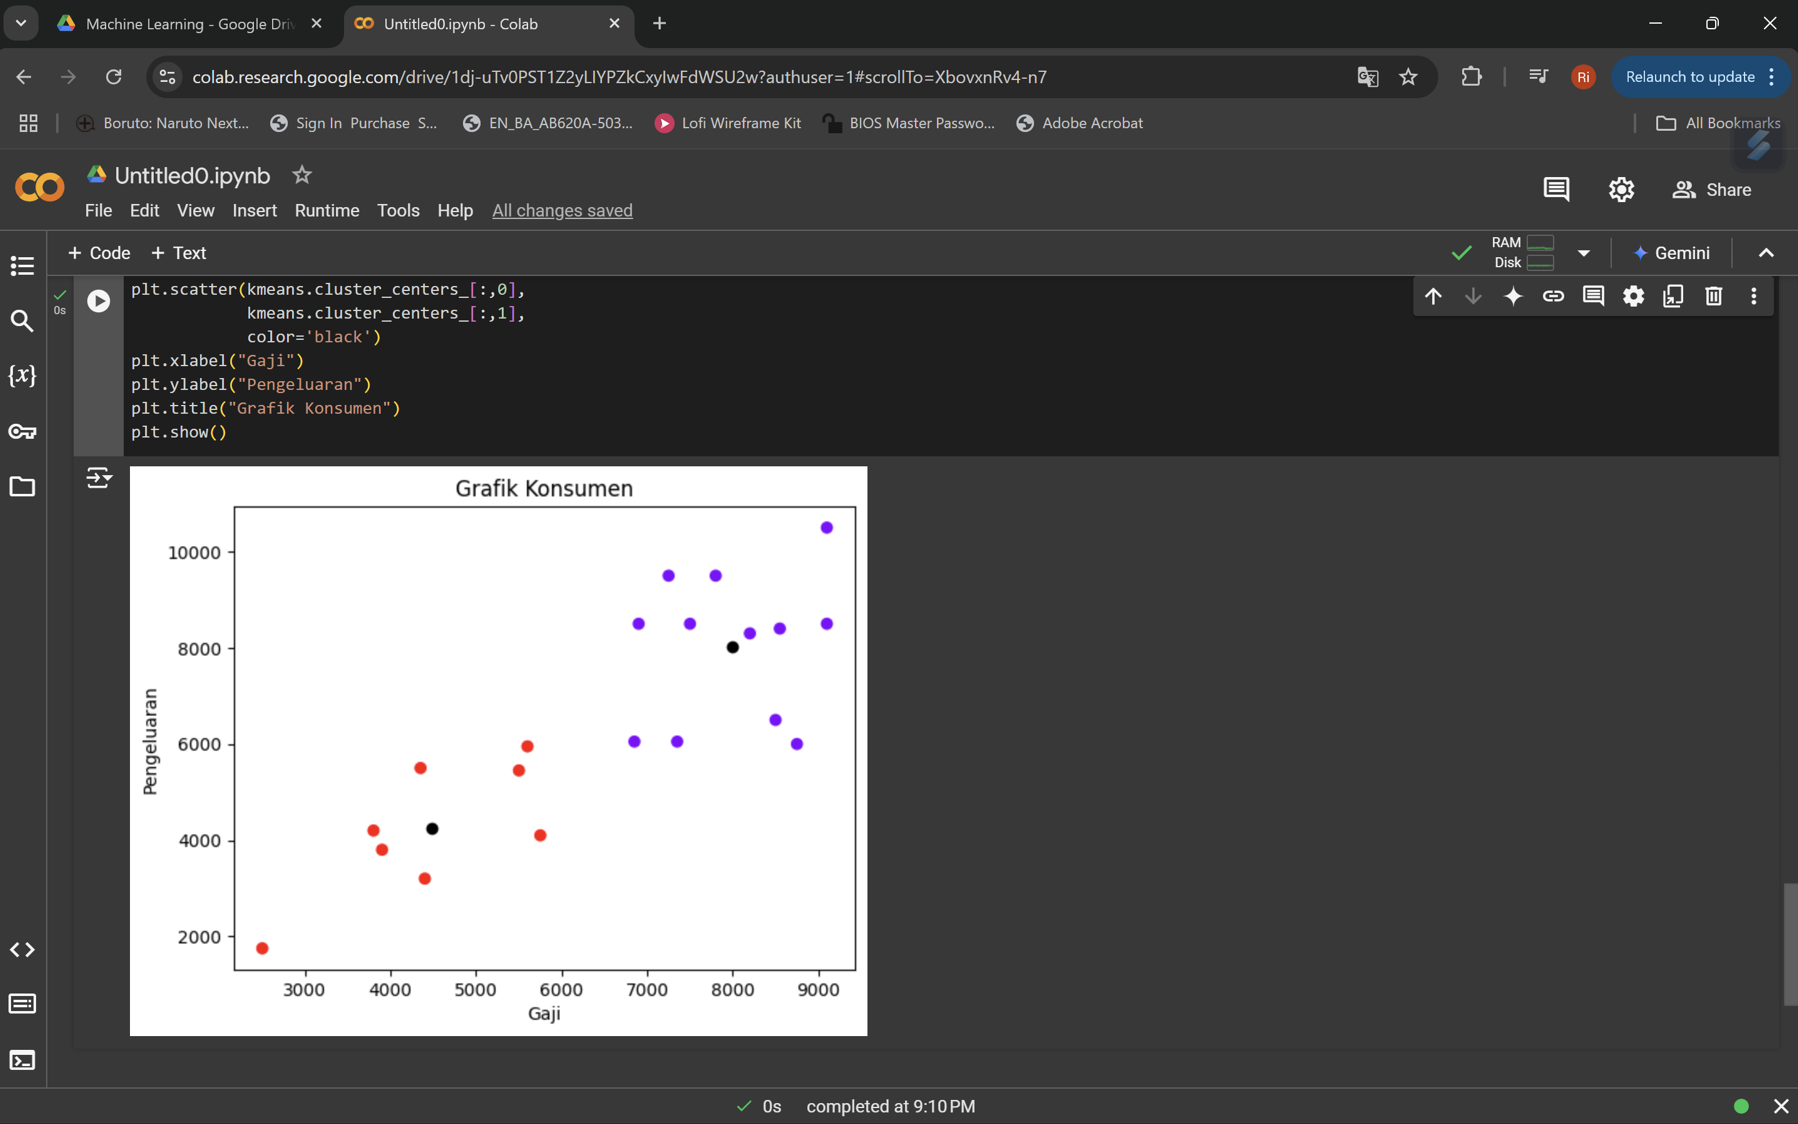 Machine Learning - Google Driv
Untitled0.ipynb - Colab
colab.research.google.com/drive/1dj-uTv0PST1Z2yLIYPZkCxyIwFdWSU2w?authuser=1#scrollTo=XbovxnRv4-n7
Ri
Relaunch to update
Boruto: Naruto Next...
Sign In Purchase S...
EN_BA_AB620A-503...
Lofi Wireframe Kit
BIOS Master Passwo...
Adobe Acrobat
All Bookmarks
Untitled0.ipynb
File Edit View Insert Runtime Tools Help All changes saved
Share
+ Code + Text
RAM
Disk
Gemini
0s
plt.scatter(kmeans.cluster_centers_[:,0],
kmeans.cluster_centers_[:,1],
color='black')
plt.xlabel("Gaji")
plt.ylabel("Pengeluaran")
plt.title("Grafik Konsumen")
plt.show()
{x}
Grafik Konsumen
10000
8000
6000
4000
2000
Pengeluaran
3000 4000 5000 6000 7000 8000 9000
Gaji
0s completed at 9:10 PM